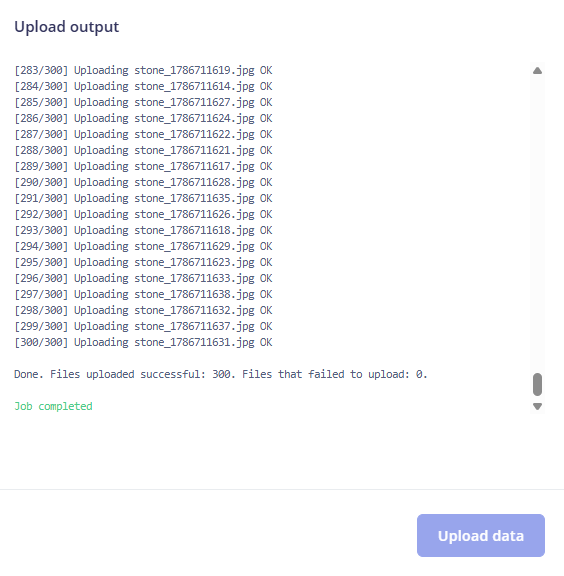 Upload output
[283/300] Uploading stone_1786711619.jpg OK
[284/300] Uploading stone_1786711614.jpg OK
[285/300] Uploading stone_1786711627.jpg OK
[286/300] Uploading stone_1786711624.jpg OK
[287/300] Uploading stone_1786711622.jpg OK
[288/300] Uploading stone_1786711621.jpg OK
[289/300] Uploading stone_1786711617.jpg OK
[290/300] Uploading stone_1786711628.jpg OK
[291/300] Uploading stone_1786711635.jpg OK
[292/300] Uploading stone_1786711626.jpg OK
[293/300] Uploading stone_1786711618.jpg OK
[294/300] Uploading stone_1786711629.jpg OK
[295/300] Uploading stone_1786711623.jpg OK
[296/300] Uploading stone_1786711633.jpg OK
[297/300] Uploading stone_1786711638.jpg OK
[298/300] Uploading stone_1786711632.jpg OK
[299/300] Uploading stone_1786711637.jpg OK
[300/300] Uploading stone_1786711631.jpg OK
Done. Files uploaded successful: 300. Files that failed to upload: 0.
Job completed
Upload data